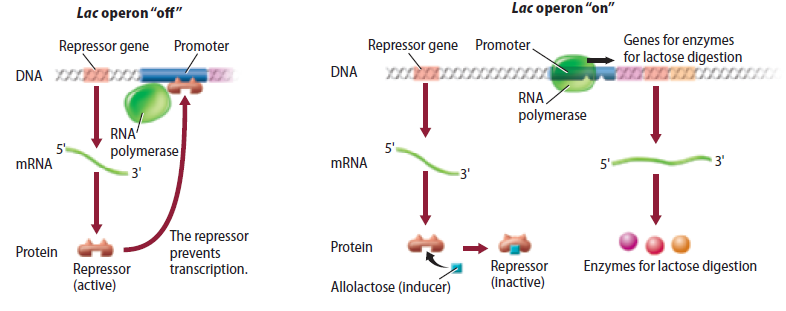 Lac operon “off”
Repressor gene
Promoter
DNA
RNA
polymerase
5'
mRNA
3'
Protein
Repressor
(active)
The repressor
prevents
transcription.
Lac operon “on”
Repressor gene
Promoter
Genes for enzymes
for lactose digestion
DNA
RNA
polymerase
5'
mRNA
3'
5'
3'
Protein
Allolactose (inducer)
Repressor
(inactive)
Enzymes for lactose digestion